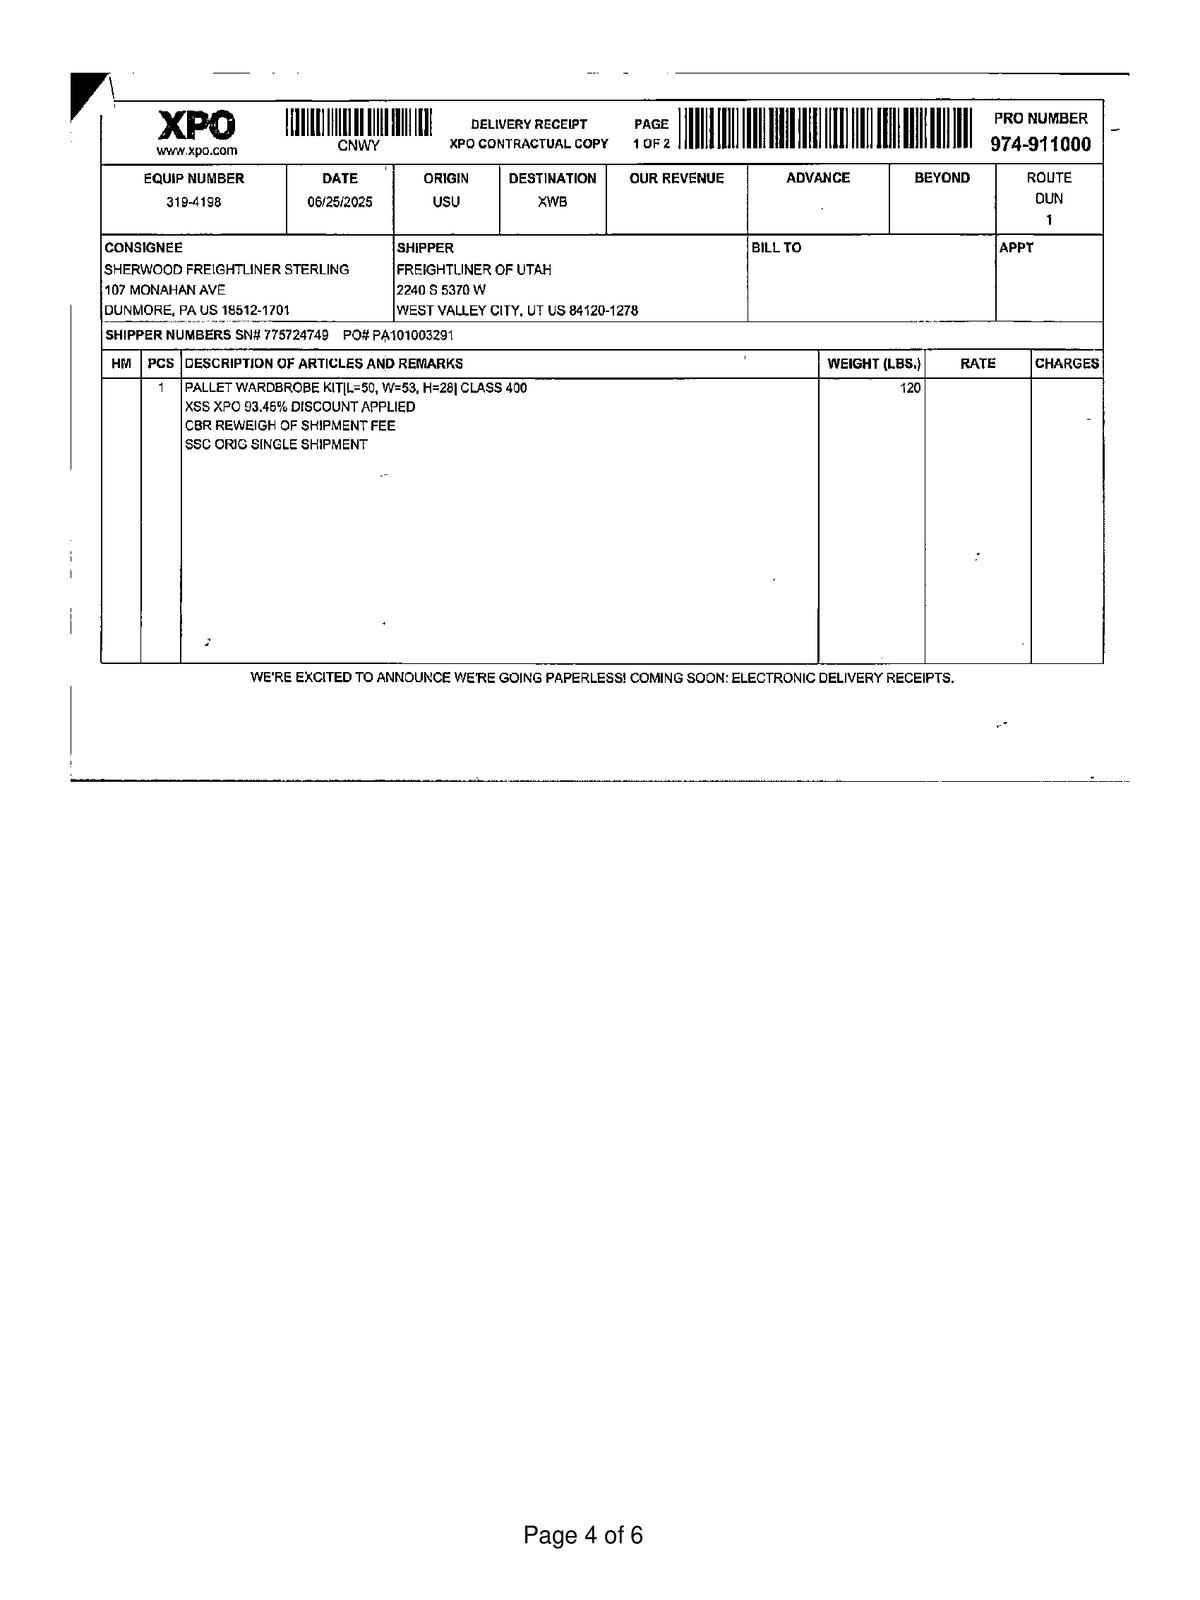 XPO
www.xpo.com
CNWY
DELIVERY RECEIPT
XPO CONTRACTUAL COPY
PAGE
1 OF 2
PRO NUMBER
974-911000
EQUIP NUMBER
319-4198
DATE
06/25/2025
ORIGIN
USU
DESTINATION
XWB
OUR REVENUE
ADVANCE
BEYOND
ROUTE
DUN
1
CONSIGNEE
SHERWOOD FREIGHTLINER STERLING
107 MONAHAN AVE
DUNMORE, PA US 18512-1701
SHIPPER
FREIGHTLINER OF UTAH
2240 S 5370 W
WEST VALLEY CITY, UT US 84120-1278
BILL TO
APPT
SHIPPER NUMBERS SN# 775724749 PO# PA101003291
HM PCS DESCRIPTION OF ARTICLES AND REMARKS WEIGHT (LBS.) RATE CHARGES
1 PALLET WARDBROBE KIT[L=50, W=53, H=28] CLASS 400 120
XSS XPO 93.46% DISCOUNT APPLIED
CBR REWEIGH OF SHIPMENT FEE
SSC ORIG SINGLE SHIPMENT
WE'RE EXCITED TO ANNOUNCE WE'RE GOING PAPERLESS! COMING SOON: ELECTRONIC DELIVERY RECEIPTS.
Page 4 of 6